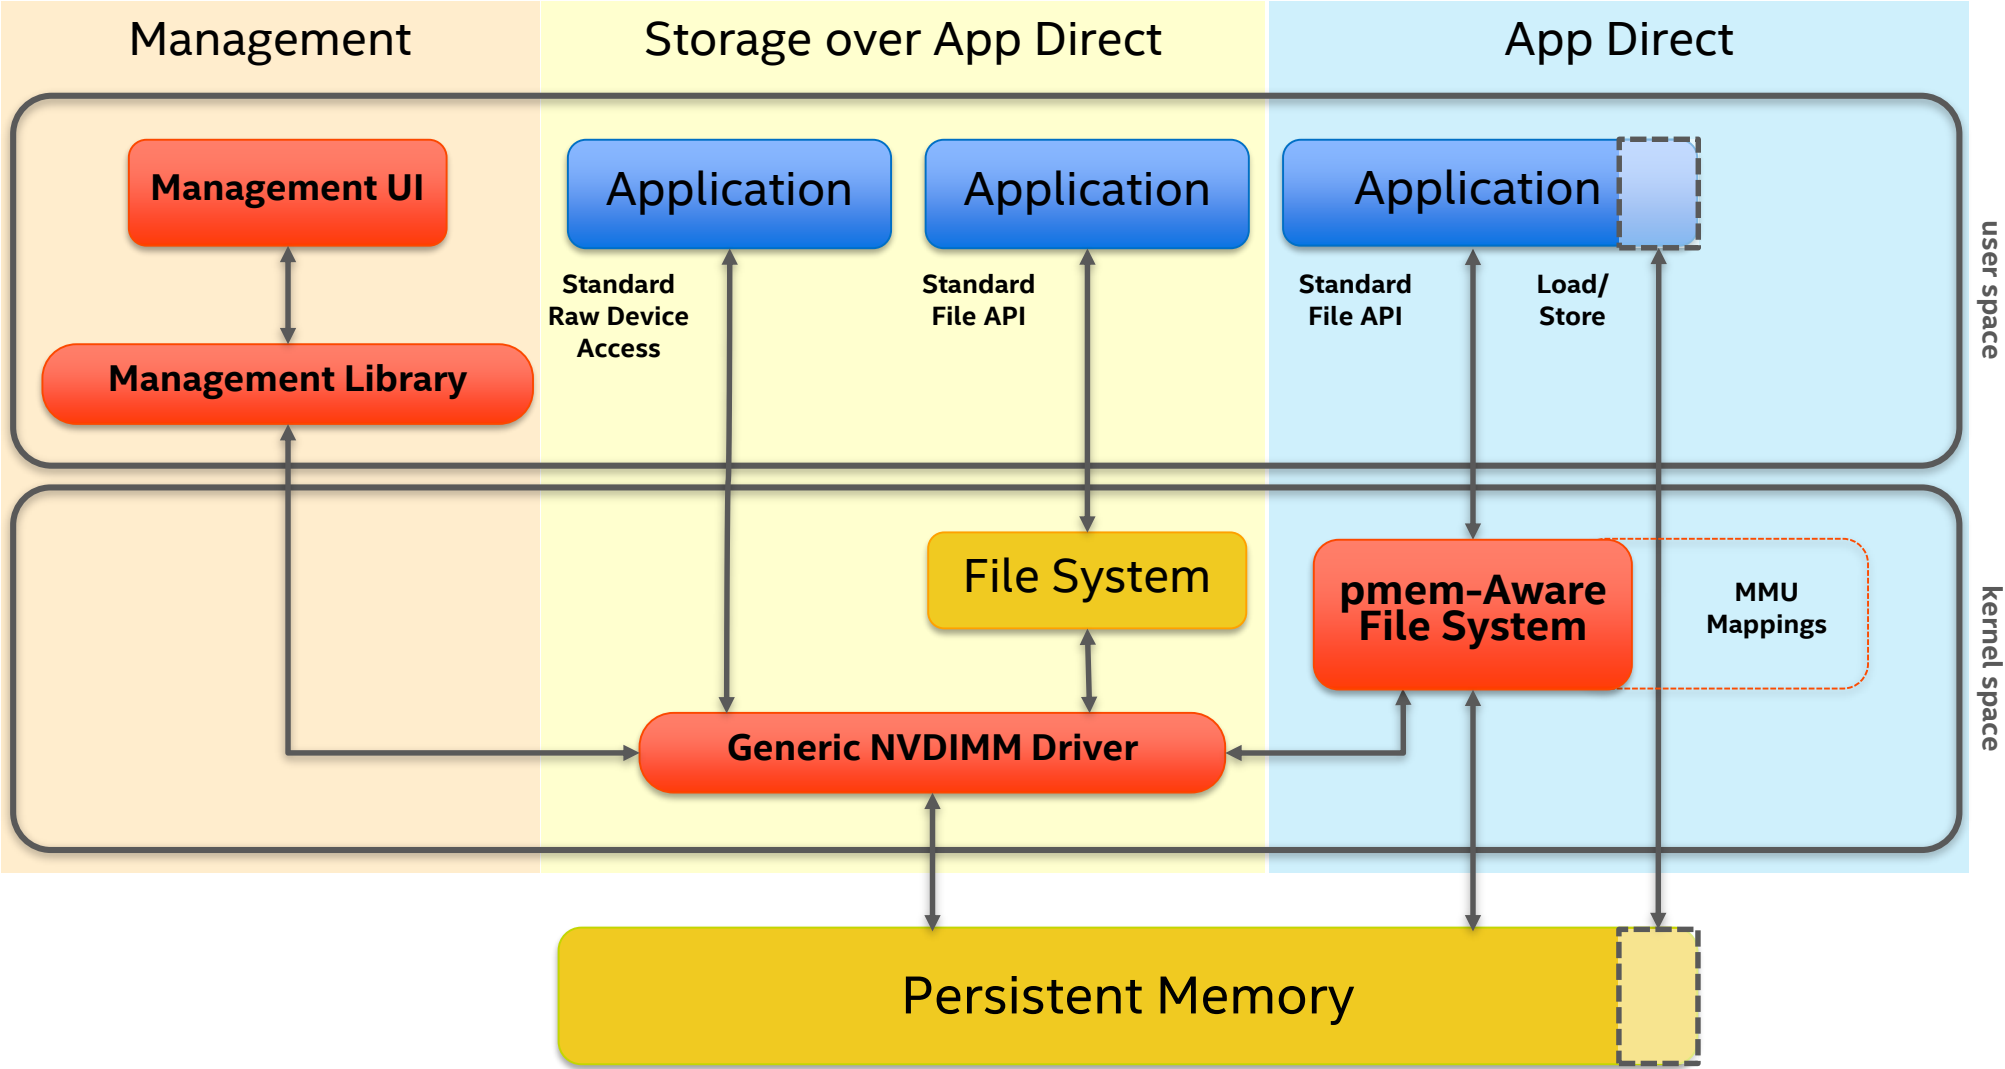 Management
Storage over App Direct
App Direct
Management UI
Application
Application
Application
Standard
Raw Device
Access
Standard
File API
Standard
File API
Load/
Store
user space
Management Library
File System
pmem-Aware
File System
MMU
Mappings
kernel space
Generic NVDIMM Driver
Persistent Memory